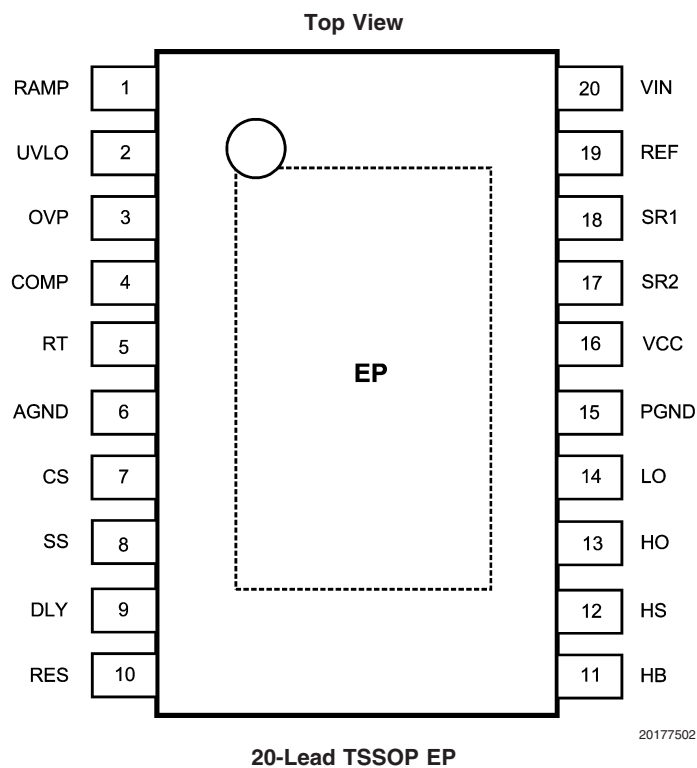 Top View
RAMP 1 20 VIN
UVLO 2 19 REF
OVP 3 18 SR1
COMP 4 17 SR2
RT 5 16 VCC
EP
AGND 6 15 PGND
CS 7 14 LO
SS 8 13 HO
DLY 9 12 HS
RES 10 11 HB
20177502
20-Lead TSSOP EP